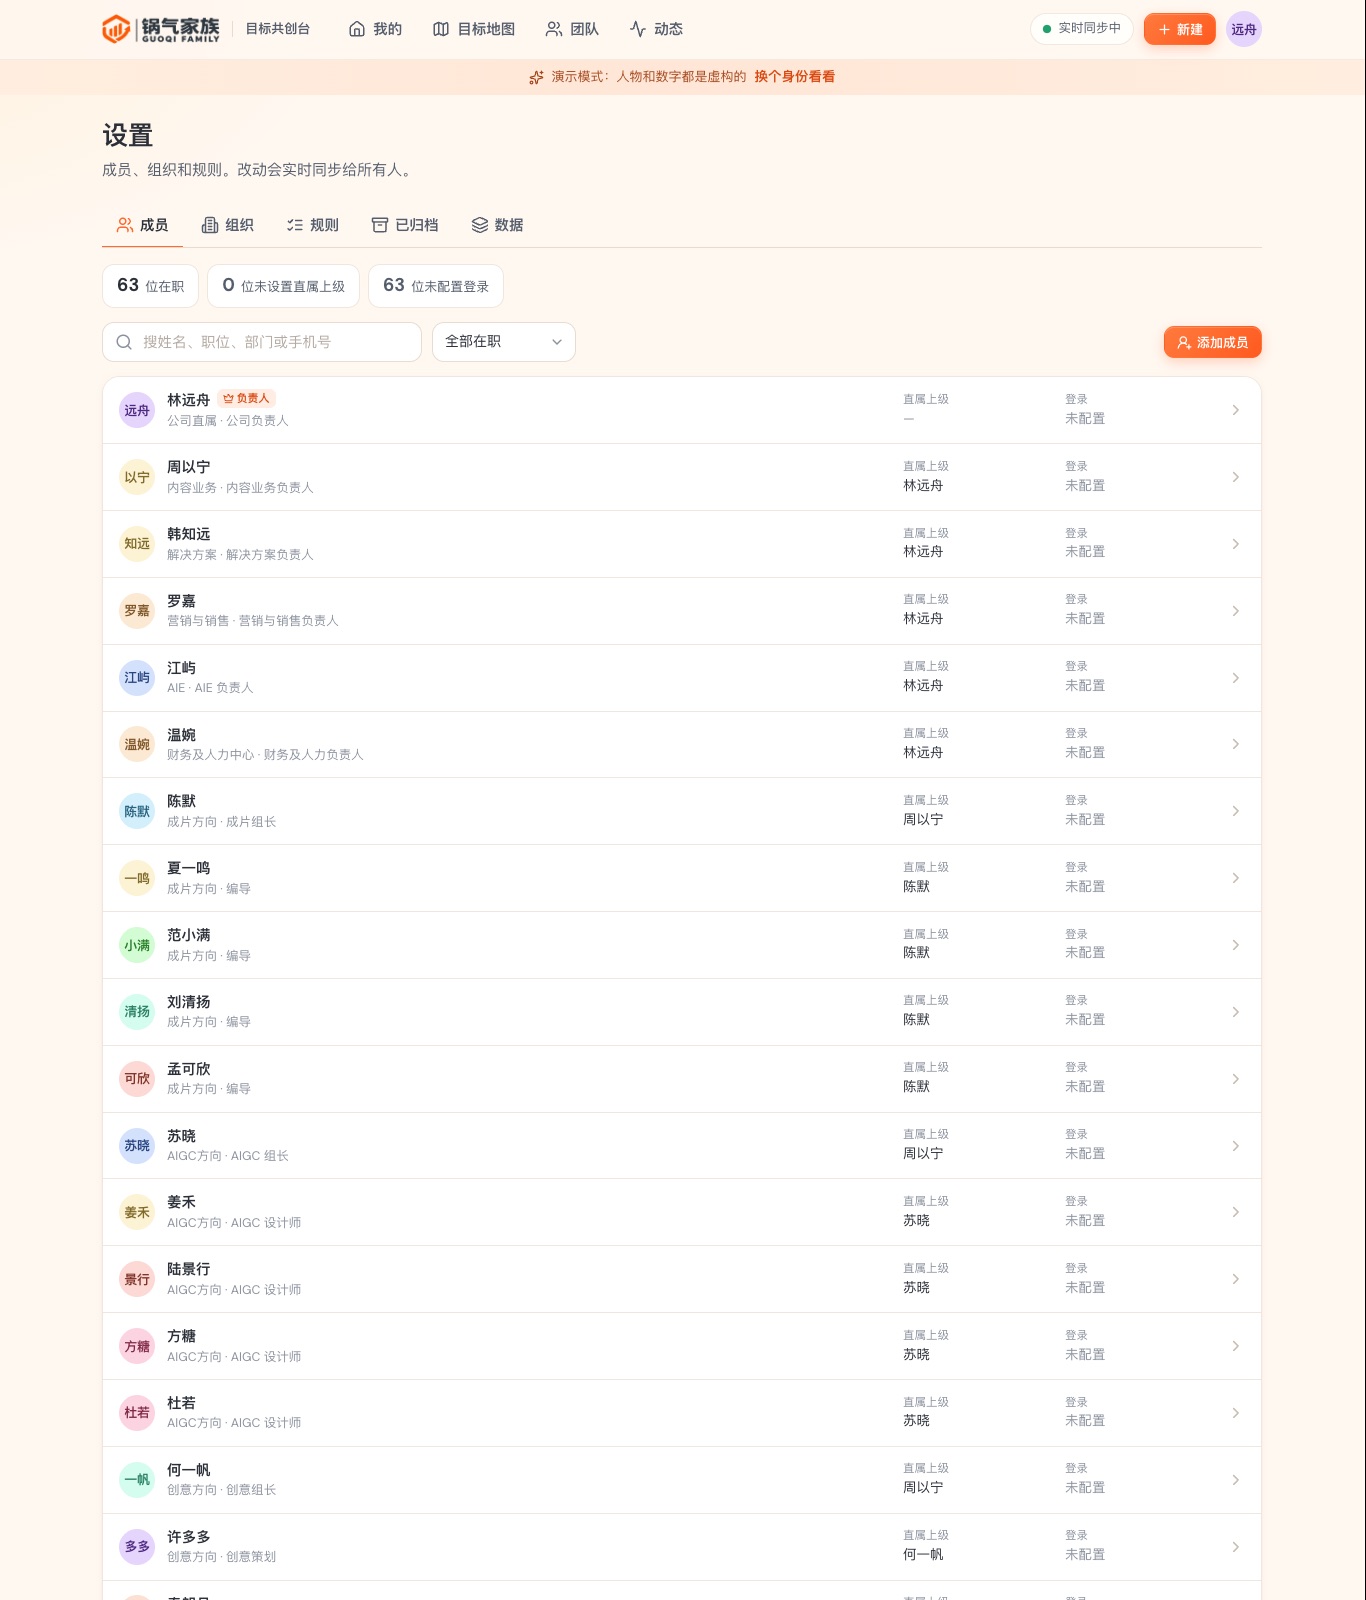 锅气家族
GUOQI FAMILY
目标共创台
我的
目标地图
团队
动态
实时同步中
新建
远舟
演示模式：人物和数字都是虚构的 换个身份看看
设置
成员、组织和规则。改动会实时同步给所有人。
成员
组织
规则
已归档
数据
63 位在职
0 位未设置直属上级
63 位未配置登录
搜姓名、职位、部门或手机号
全部在职
添加成员
远舟
林远舟 负责人
公司直属 · 公司负责人
直属上级
—
登录
未配置
以宁
周以宁
内容业务 · 内容业务负责人
直属上级
林远舟
登录
未配置
知远
韩知远
解决方案 · 解决方案负责人
直属上级
林远舟
登录
未配置
罗嘉
罗嘉
营销与销售 · 营销与销售负责人
直属上级
林远舟
登录
未配置
江屿
江屿
AIE · AIE 负责人
直属上级
林远舟
登录
未配置
温婉
温婉
财务及人力中心 · 财务及人力负责人
直属上级
林远舟
登录
未配置
陈默
陈默
成片方向 · 成片组长
直属上级
周以宁
登录
未配置
一鸣
夏一鸣
成片方向 · 编导
直属上级
陈默
登录
未配置
小满
范小满
成片方向 · 编导
直属上级
陈默
登录
未配置
清扬
刘清扬
成片方向 · 编导
直属上级
陈默
登录
未配置
可欣
孟可欣
成片方向 · 编导
直属上级
陈默
登录
未配置
苏晓
苏晓
AIGC方向 · AIGC 组长
直属上级
周以宁
登录
未配置
姜禾
姜禾
AIGC方向 · AIGC 设计师
直属上级
苏晓
登录
未配置
景行
陆景行
AIGC方向 · AIGC 设计师
直属上级
苏晓
登录
未配置
方糖
方糖
AIGC方向 · AIGC 设计师
直属上级
苏晓
登录
未配置
杜若
杜若
AIGC方向 · AIGC 设计师
直属上级
苏晓
登录
未配置
一帆
何一帆
创意方向 · 创意组长
直属上级
周以宁
登录
未配置
多多
许多多
创意方向 · 创意策划
直属上级
何一帆
登录
未配置
直属上级
登录